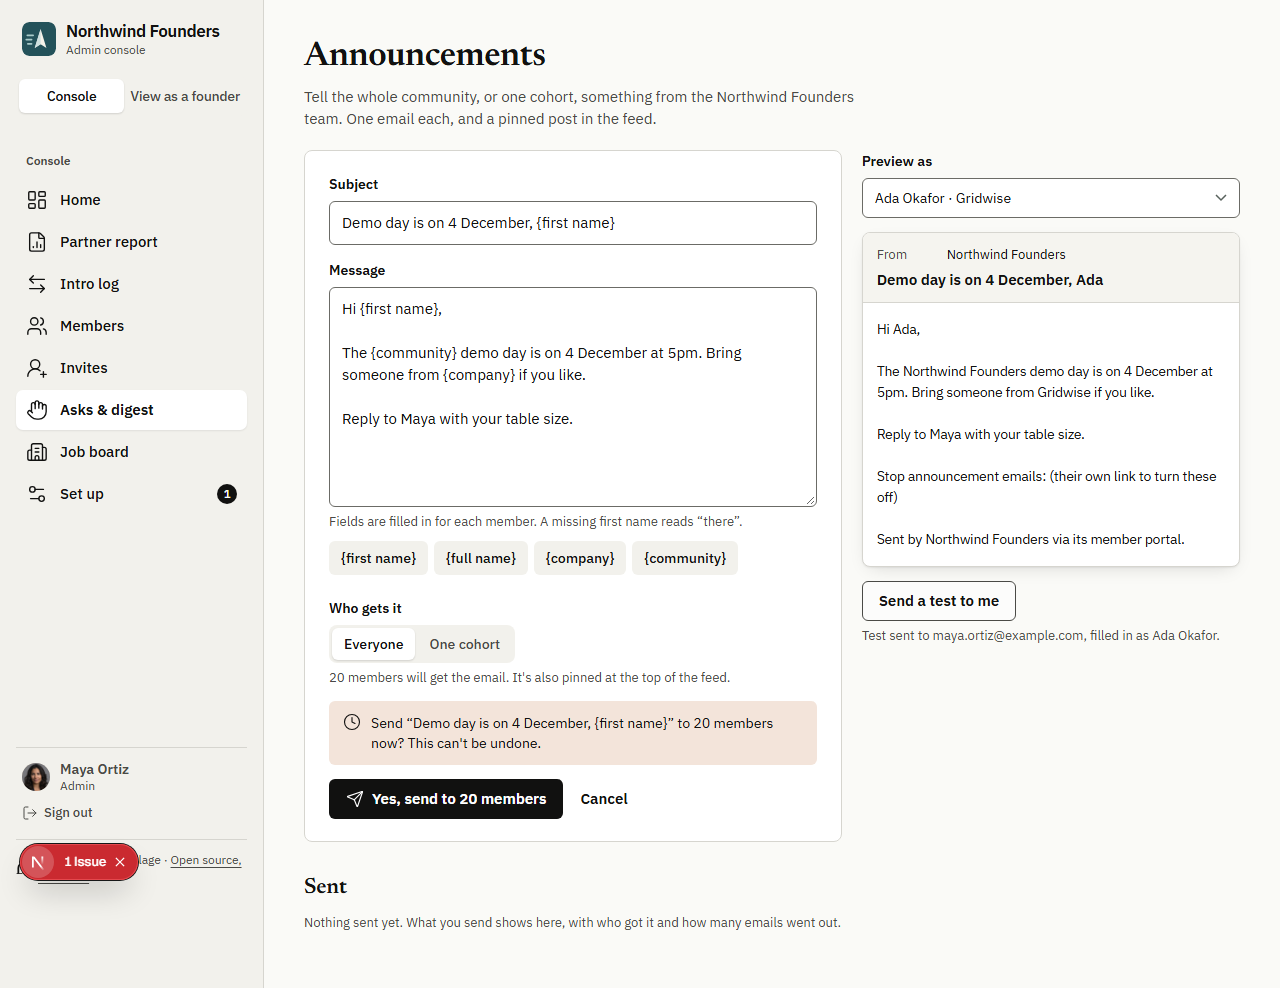 Northwind Founders
Admin console
Console
View as a founder
Console
Home
Partner report
Intro log
Members
Invites
Asks & digest
Job board
Set up
1
Maya Ortiz
Admin
Sign out
1 Issue
· Open source,
Announcements
Tell the whole community, or one cohort, something from the Northwind Founders
team. One email each, and a pinned post in the feed.
Subject
Demo day is on 4 December, {first name}
Message
Hi {first name},
The {community} demo day is on 4 December at 5pm. Bring
someone from {company} if you like.
Reply to Maya with your table size.
Fields are filled in for each member. A missing first name reads “there”.
{first name}
{full name}
{company}
{community}
Who gets it
Everyone
One cohort
20 members will get the email. It's also pinned at the top of the feed.
Send “Demo day is on 4 December, {first name}” to 20 members
now? This can't be undone.
Yes, send to 20 members
Cancel
Preview as
Ada Okafor · Gridwise
From
Northwind Founders
Demo day is on 4 December, Ada
Hi Ada,
The Northwind Founders demo day is on 4 December at
5pm. Bring someone from Gridwise if you like.
Reply to Maya with your table size.
Stop announcement emails: (their own link to turn these
off)
Sent by Northwind Founders via its member portal.
Send a test to me
Test sent to maya.ortiz@example.com, filled in as Ada Okafor.
Sent
Nothing sent yet. What you send shows here, with who got it and how many emails went out.